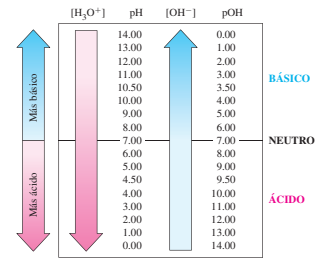 [H₃O⁺] pH [OH⁻] pOH
14.00 0.00
13.00 1.00
12.00 2.00
11.00 3.00
BÁSICO
10.50 3.50
10.00 4.00
9.00 5.00
8.00 6.00
Más básico
7.00 7.00 NEUTRO
6.00 8.00
5.00 9.00
4.50 9.50
4.00 10.00
ÁCIDO
3.00 11.00
2.00 12.00
1.00 13.00
0.00 14.00
Más ácido